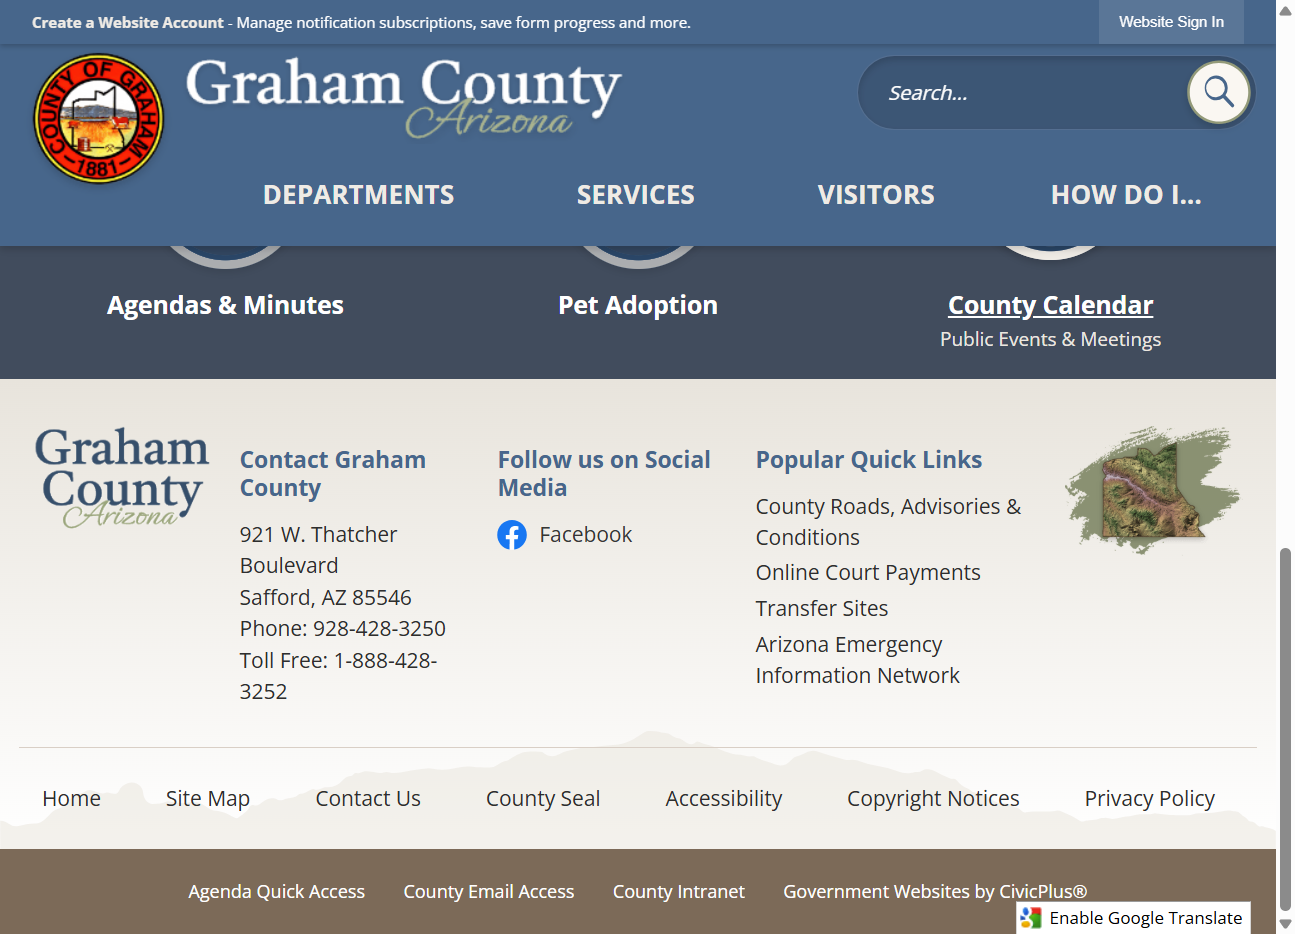 Create a Website Account - Manage notification subscriptions, save form progress and more.
Website Sign In
COUNTY OF GRAHAM
1881
Graham County
Arizona
Search...
DEPARTMENTS
SERVICES
VISITORS
HOW DO I...
Agendas & Minutes
Pet Adoption
County Calendar
Public Events & Meetings
Graham
County
Arizona
Contact Graham
County
921 W. Thatcher
Boulevard
Safford, AZ 85546
Phone: 928-428-3250
Toll Free: 1-888-428-
3252
Follow us on Social
Media
Facebook
Popular Quick Links
County Roads, Advisories &
Conditions
Online Court Payments
Transfer Sites
Arizona Emergency
Information Network
Home
Site Map
Contact Us
County Seal
Accessibility
Copyright Notices
Privacy Policy
Agenda Quick Access
County Email Access
County Intranet
Government Websites by CivicPlus®
Enable Google Translate